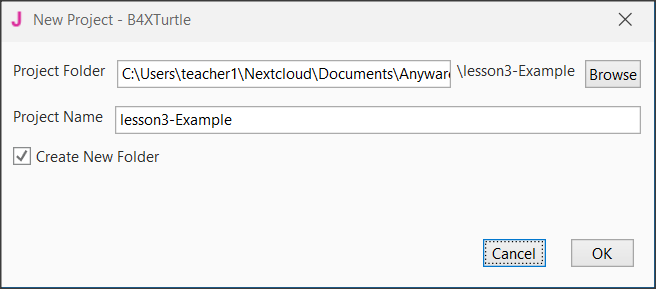 J New Project - B4XTurtle
Project Folder C:\Users\teacher1\Nextcloud\Documents\Anywar \lesson3-Example Browse
Project Name lesson3-Example
Create New Folder
Cancel OK